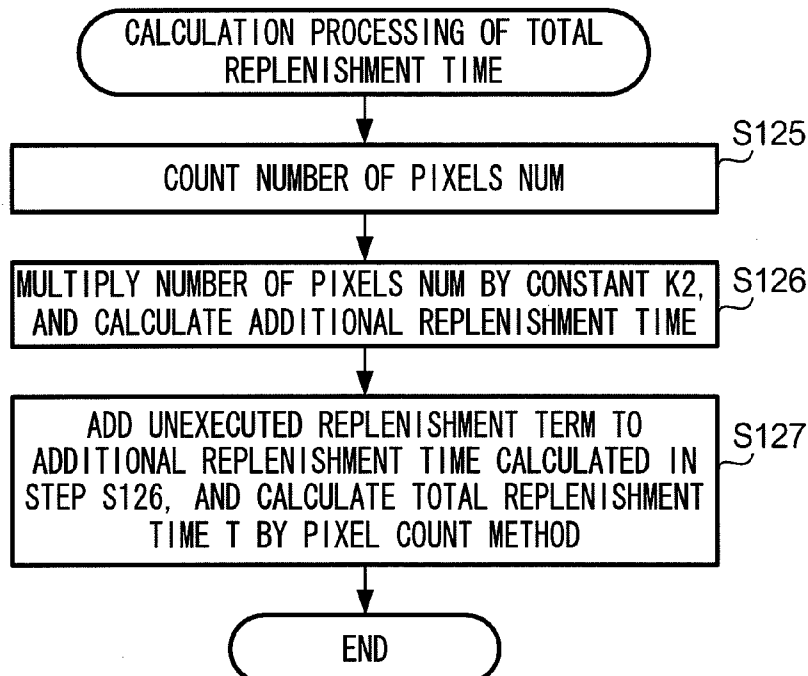 CALCULATION PROCESSING OF TOTAL
REPLENISHMENT TIME
S125
COUNT NUMBER OF PIXELS NUM
S126
MULTIPLY NUMBER OF PIXELS NUM BY CONSTANT K2,
AND CALCULATE ADDITIONAL REPLENISHMENT TIME
S127
ADD UNEXECUTED REPLENISHMENT TERM TO
ADDITIONAL REPLENISHMENT TIME CALCULATED IN
STEP S126, AND CALCULATE TOTAL REPLENISHMENT
TIME T BY PIXEL COUNT METHOD
END